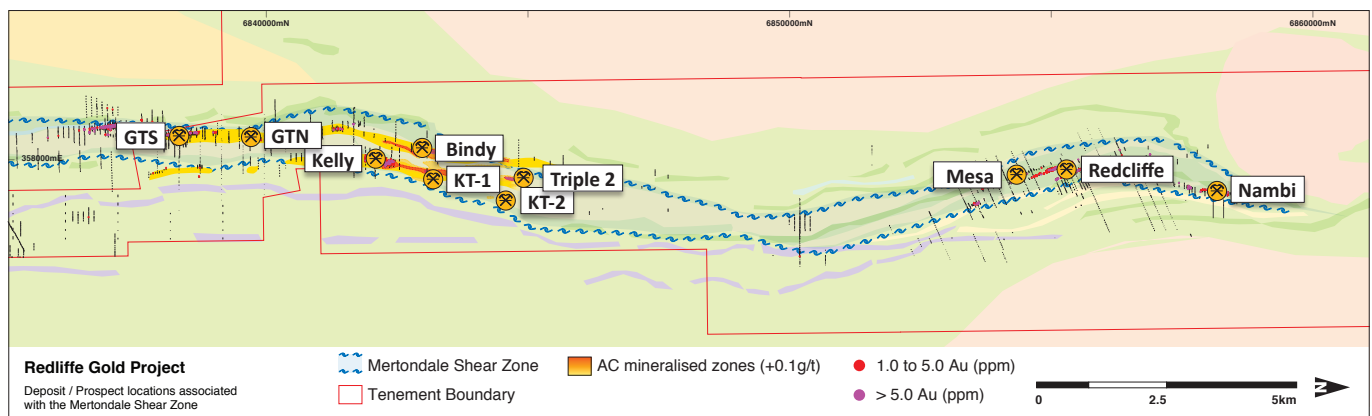 6840000mN
6850000mN
6860000mN
358000mE
GTS
GTN
Kelly
Bindy
KT-1
Triple 2
KT-2
Mesa
Redcliffe
Nambi
Redliffe Gold Project
Deposit / Prospect locations associated
with the Mertondale Shear Zone
Mertondale Shear Zone
Tenement Boundary
AC mineralised zones (+0.1g/t)
1.0 to 5.0 Au (ppm)
> 5.0 Au (ppm)
0 2.5 5km
N